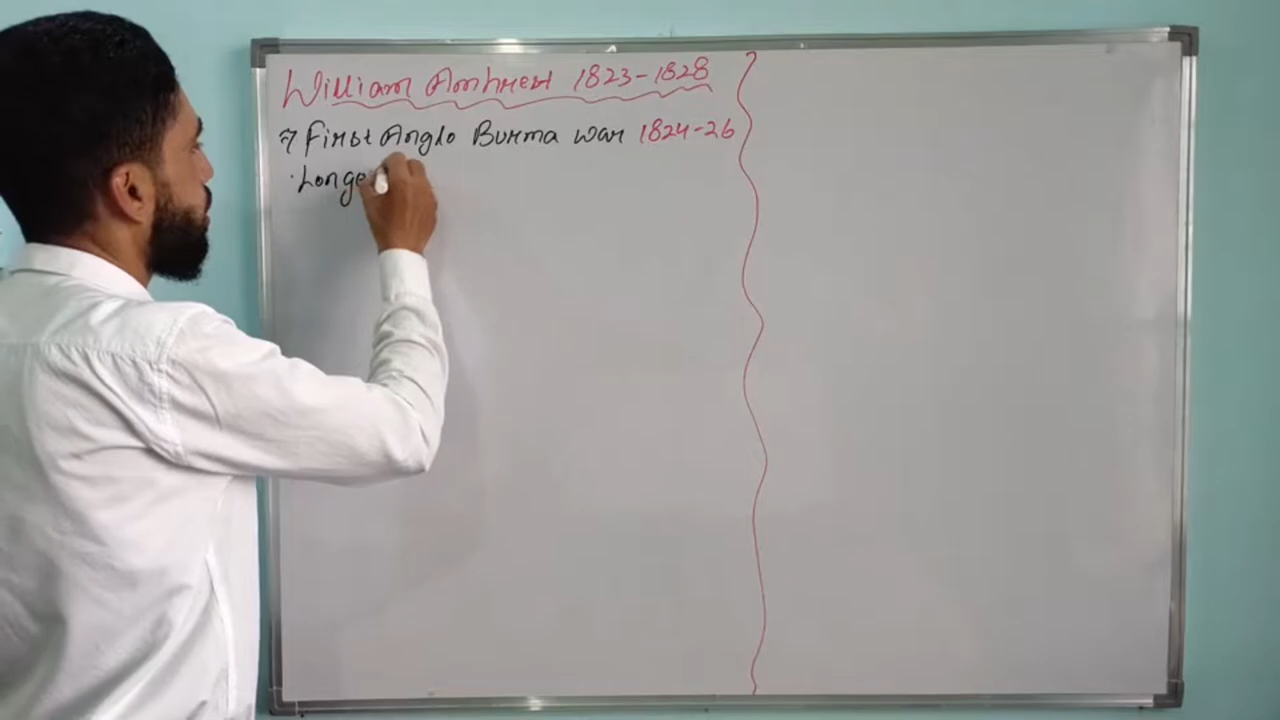 William Amherst 1823-1828
→ First Anglo Burma war 1824-26
· Longe